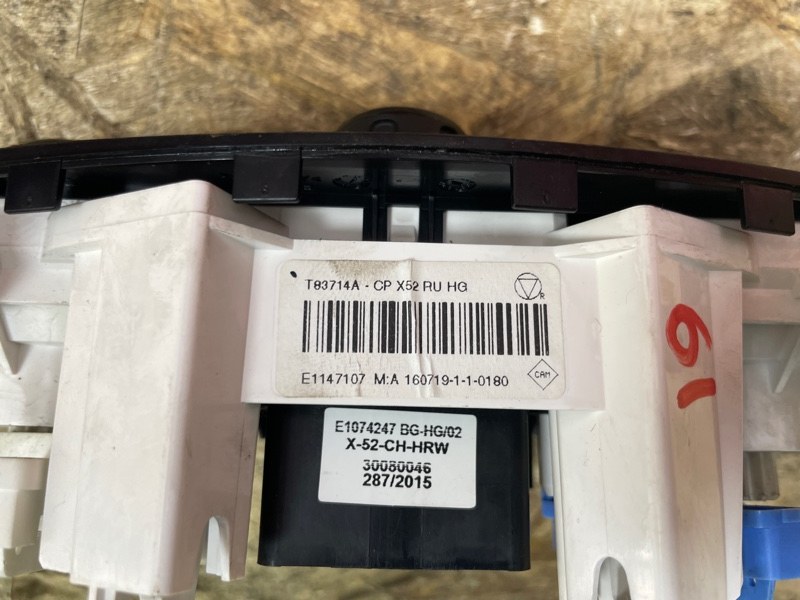 T83714A - CP X52 RU HG
R
E1147107 M:A 160719-1-1-0180
CAM
E1074247 BG-HG/02
X-52-CH-HRW
30080046
287/2015
19